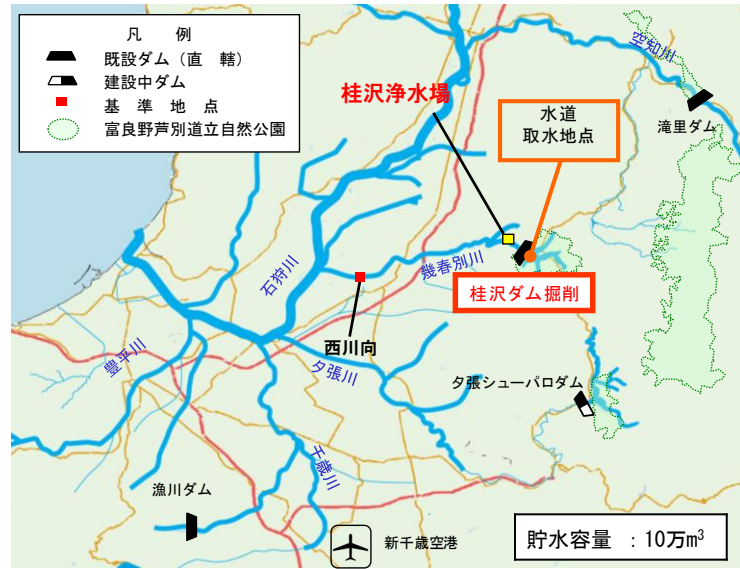 凡 例
既設ダム（直 轄）
建設中ダム
基 準 地 点
富良野芦別道立自然公園
空知川
桂沢浄水場
水道
取水地点
滝里ダム
石狩川
幾春別川
桂沢ダム掘削
西川向
豊平川
夕張川
夕張シューパロダム
千歳川
漁川ダム
新千歳空港
貯水容量 ：10万m³